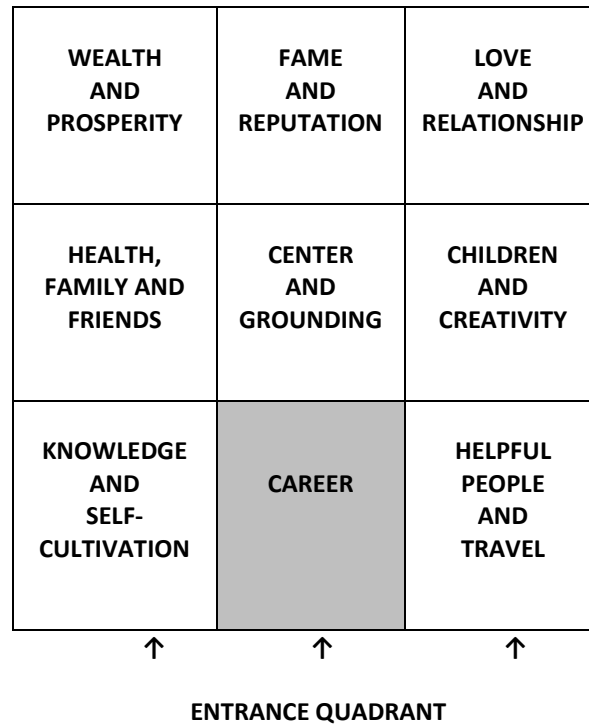 WEALTH
AND
PROSPERITY
FAME
AND
REPUTATION
LOVE
AND
RELATIONSHIP
HEALTH,
FAMILY AND
FRIENDS
CENTER
AND
GROUNDING
CHILDREN
AND
CREATIVITY
KNOWLEDGE
AND
SELF-
CULTIVATION
CAREER
HELPFUL
PEOPLE
AND
TRAVEL
↑ ↑ ↑
ENTRANCE QUADRANT